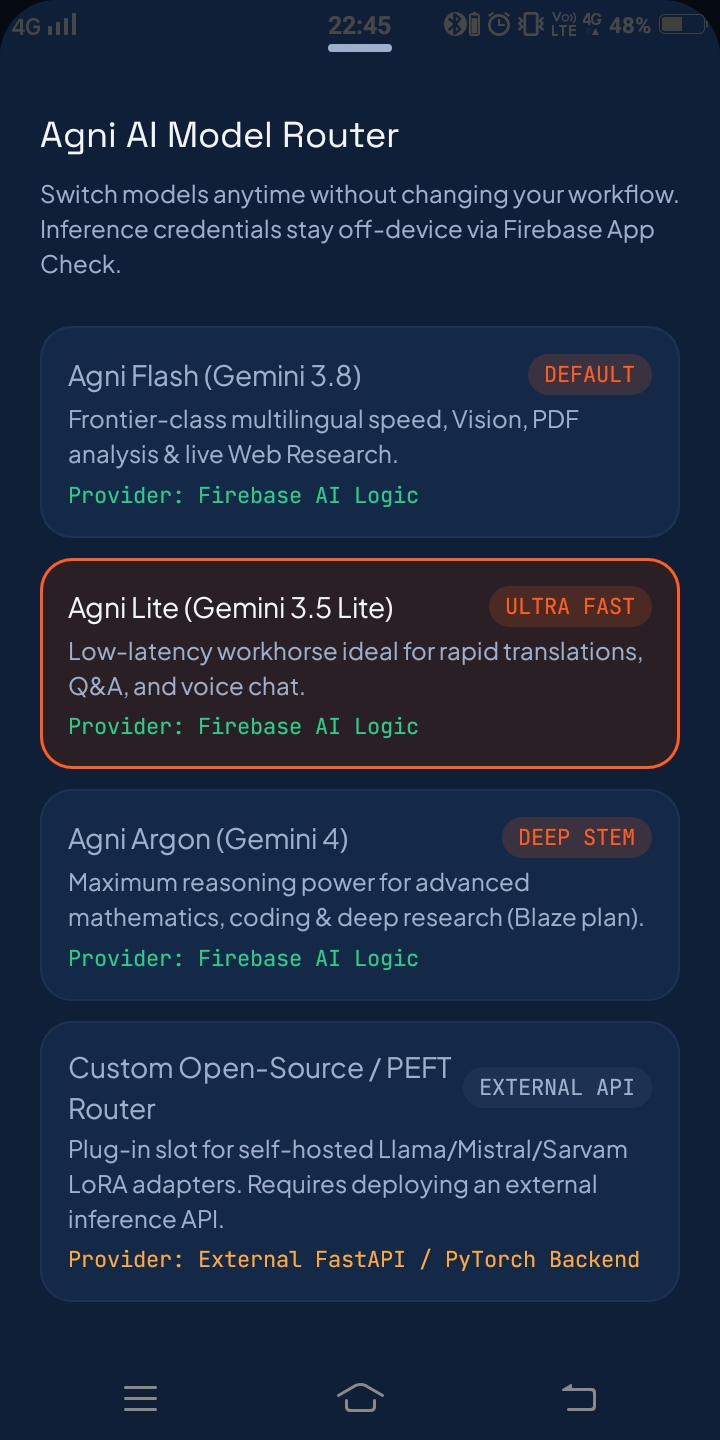 4G 22:45 Vo)) LTE 4G 48%
Agni AI Model Router
Switch models anytime without changing your workflow.
Inference credentials stay off-device via Firebase App
Check.
Agni Flash (Gemini 3.8) DEFAULT
Frontier-class multilingual speed, Vision, PDF
analysis & live Web Research.
Provider: Firebase AI Logic
Agni Lite (Gemini 3.5 Lite) ULTRA FAST
Low-latency workhorse ideal for rapid translations,
Q&A, and voice chat.
Provider: Firebase AI Logic
Agni Argon (Gemini 4) DEEP STEM
Maximum reasoning power for advanced
mathematics, coding & deep research (Blaze plan).
Provider: Firebase AI Logic
Custom Open-Source / PEFT
Router
EXTERNAL API
Plug-in slot for self-hosted Llama/Mistral/Sarvam
LoRA adapters. Requires deploying an external
inference API.
Provider: External FastAPI / PyTorch Backend